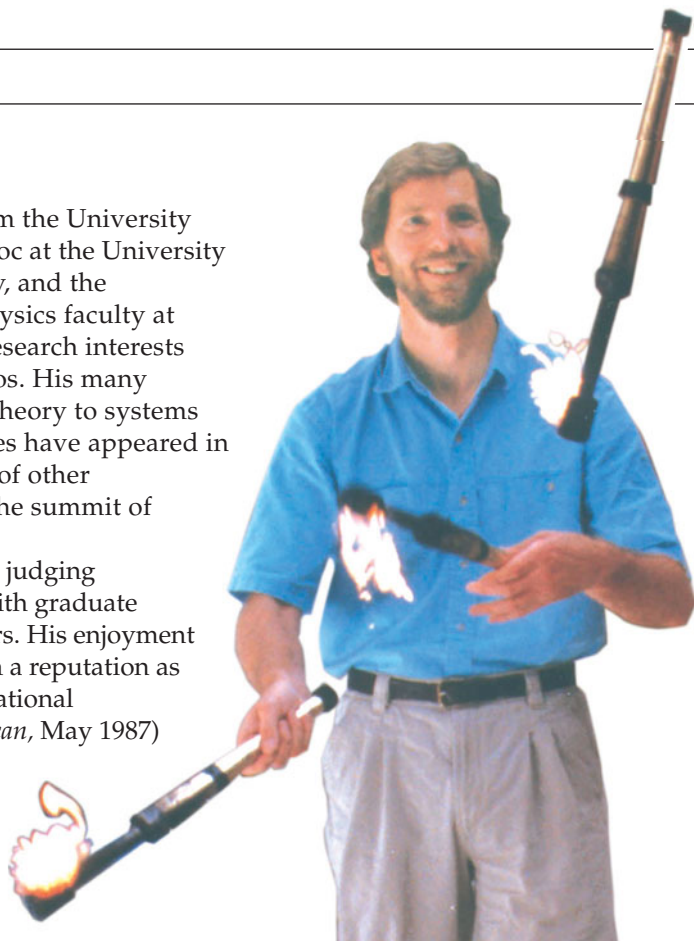 m the University
oc at the University
, and the
ysics faculty at
esearch interests
os. His many
heory to systems
es have appeared in
of other
he summit of
judging
ith graduate
rs. His enjoyment
n a reputation as
ational
an, May 1987)